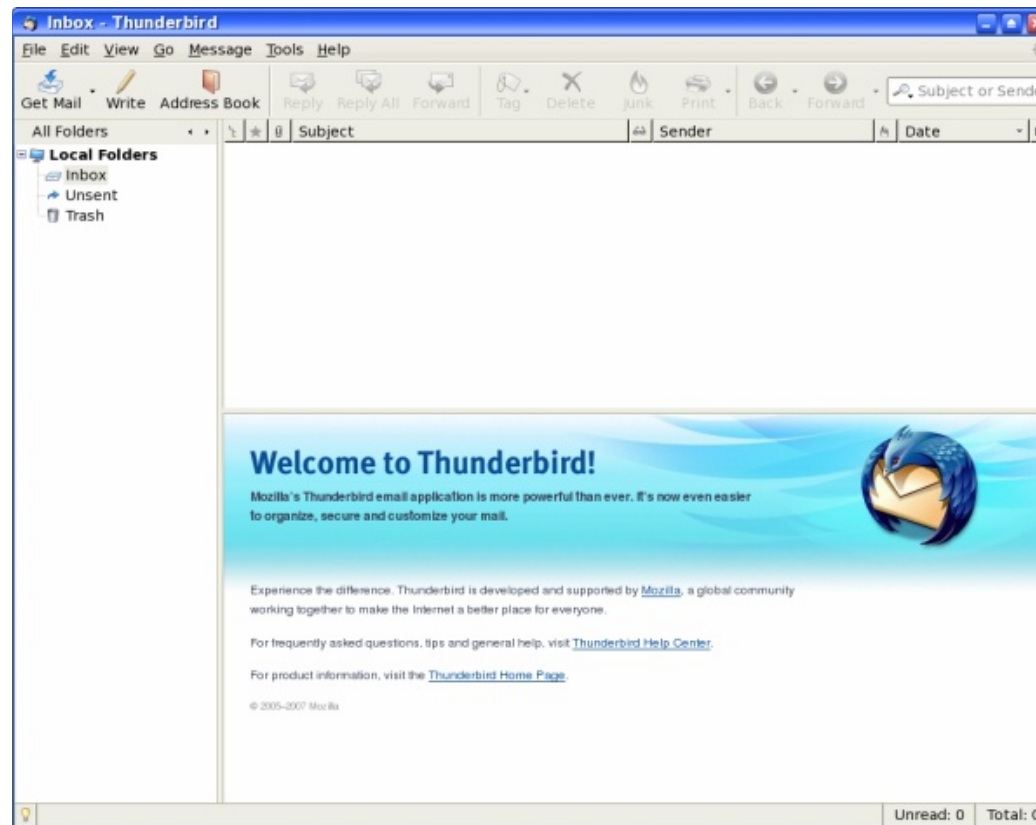 Inbox - Thunderbird
File Edit View Go Message Tools Help
Get Mail Write Address Book Reply Reply All Forward Tag Delete Junk Print Back Forward Subject or Sende
All Folders Subject Sender Date
Local Folders
Inbox
Unsent
Trash
Welcome to Thunderbird!
Mozilla's Thunderbird email application is more powerful than ever. It's now even easier
to organize, secure and customize your mail.
Experience the difference. Thunderbird is developed and supported by Mozilla, a global community
working together to make the Internet a better place for everyone.
For frequently asked questions, tips and general help, visit Thunderbird Help Center.
For product information, visit the Thunderbird Home Page.
© 2005-2007 Mozilla
Unread: 0 Total: 0